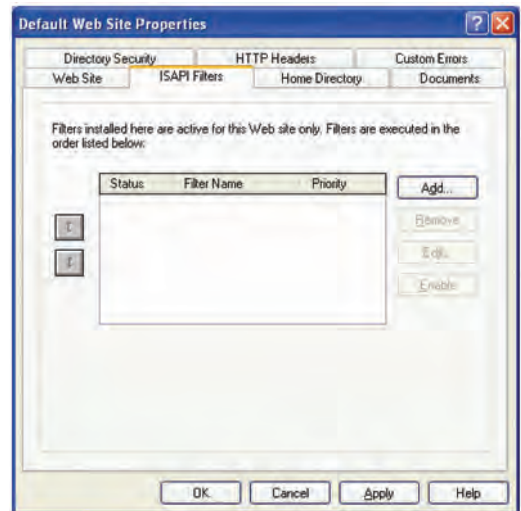 Default Web Site Properties
Directory Security HTTP Headers Custom Errors
Web Site ISAPI Filters Home Directory Documents
Filters installed here are active for this Web site only. Filters are executed in the
order listed below:
Status Filter Name Priority
Add...
Remove
Edit...
Enable
OK Cancel Apply Help